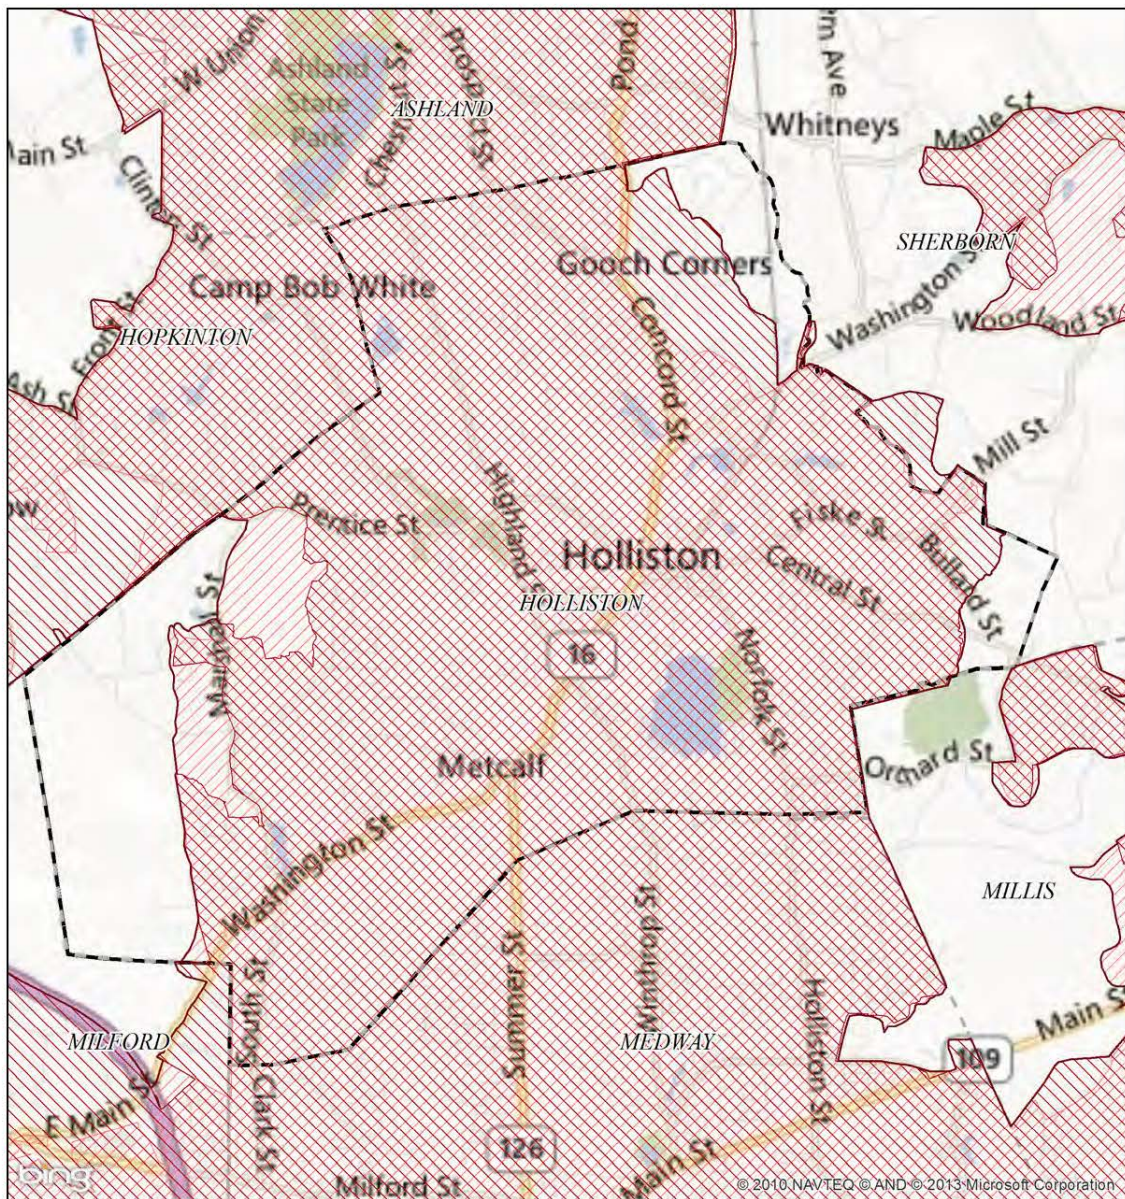 W Union
Ashland
State
Park
Chestnut St
Prospect St
ASHLAND
Pond
rn Ave
Whitneys
Maple St
ain St
Clinton St
SHERBORN
Camp Bob White
Gooch Corners
Washington St
Woodland St
Front St
HOPKINTON
Concord St
Ash S
Mill St
ow
Prentice St
Highland S
Fiske St
Holliston
Central St
Bullard St
HOLLISTON
Marshall St
16
Norfolk St
Metcalf
Orchard St
Washington St
MILLIS
Winthrop St
South St
Summer St
Holliston St
MILFORD
MEDWAY
Main St
109
E Main St
Clark St
126
Main St
Milford St
bing
© 2010 NAVTEQ © AND © 2013 Microsoft Corporation